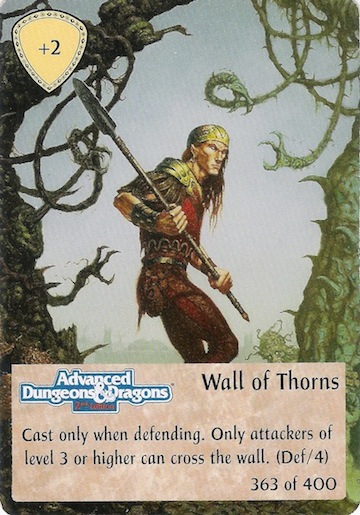 +2
Advanced
Dungeons & Dragons
2nd Edition
Wall of Thorns
Cast only when defending. Only attackers of
level 3 or higher can cross the wall. (Def/4)
363 of 400